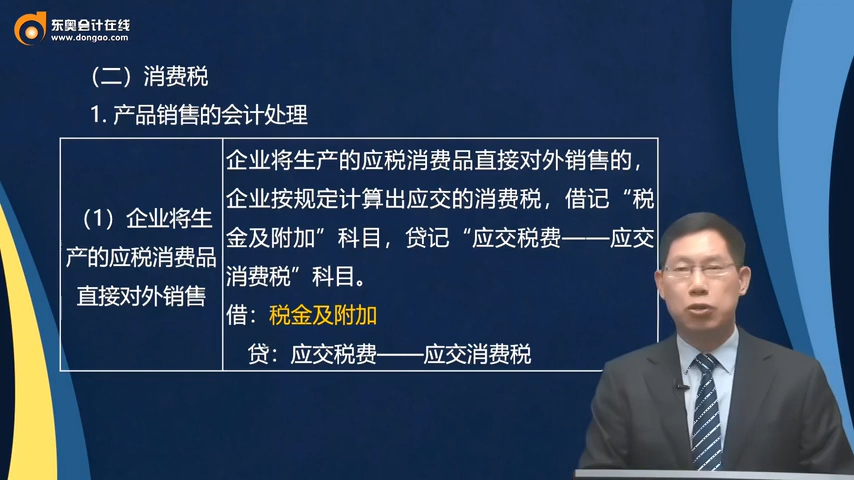 东奥会计在线
www.dongao.com
（二）消费税
1. 产品销售的会计处理
（1）企业将生
产的应税消费品
直接对外销售
企业将生产的应税消费品直接对外销售的，
企业按规定计算出应交的消费税，借记“税
金及附加”科目，贷记“应交税费——应交
消费税”科目。
借：税金及附加
贷：应交税费——应交消费税